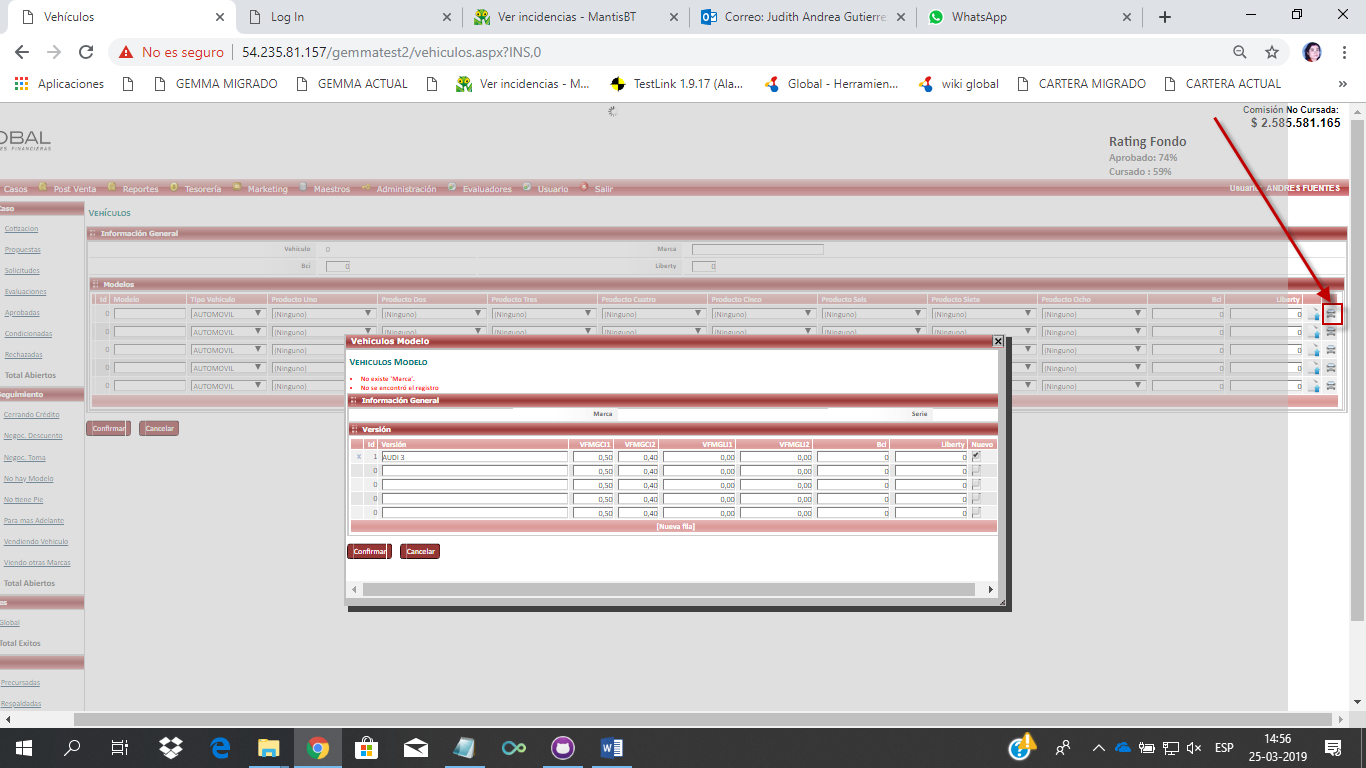 Vehículos
Log In
Ver incidencias - MantisBT
Correo: Judith Andrea Gutierre
WhatsApp
No es seguro
54.235.81.157/gemmatest2/vehiculos.aspx?INS,0
Aplicaciones
GEMMA MIGRADO
GEMMA ACTUAL
Ver incidencias - M...
TestLink 1.9.17 (Ala...
Global - Herramien...
wiki global
CARTERA MIGRADO
CARTERA ACTUAL
»
Comisión No Cursada:
$ 2.585.581.165
OBAL
ES FINANCIERAS
Rating Fondo
Aprobado: 74%
Cursado : 59%
Casos Post Venta Reportes Tesorería Marketing Maestros Administración Evaluadores Usuario Salir
ANDRES FUENTES
Caso
Cotizacion
Propuestas
Solicitudes
Evaluaciones
Aprobadas
Condicionadas
Rechazadas
Total Abiertos
eguimiento
Cerrando Crédito
Negoc. Descuento
Negoc. Toma
No hay Modelo
No tiene Pie
Para mas Adelante
Vendiendo Vehiculo
Viendo otras Marcas
Total Abiertos
os
Global
Total Exitos
Precursadas
Respaldadas
VEHÍCULOS
Información General
Vehículo 0 Marca
Bci 0 Liberty 0
Modelos
Id Modelo Tipo Vehículo Producto Uno Producto Dos Producto Tres Producto Cuatro Producto Cinco Producto Seis Producto Siete Producto Ocho Bci Liberty
0 AUTOMOVIL (Ninguno) (Ninguno) (Ninguno) (Ninguno) (Ninguno) (Ninguno) (Ninguno) (Ninguno) 0 0
0 AUTOMOVIL (Ninguno) (Ninguno) (Ninguno) (Ninguno) (Ninguno) (Ninguno) (Ninguno) (Ninguno) 0 0
0 AUTOMOVIL (Ninguno) (Ninguno) 0 0
0 AUTOMOVIL (Ninguno) (Ninguno) 0 0
0 AUTOMOVIL (Ninguno) (Ninguno) 0 0
Confirmar Cancelar
Vehiculos Modelo
VEHICULOS MODELO
No existe 'Marca'.
No se encontró el registro
Información General
Marca Serie
Versión
Id Versión VFMGCI1 VFMGCI2 VFMGLI1 VFMGLI2 Bci Liberty Nuevo
x 1 AUDI 3 0,50 0,40 0,00 0,00 0 0
0 0,50 0,40 0,00 0,00 0 0
0 0,50 0,40 0,00 0,00 0 0
0 0,50 0,40 0,00 0,00 0 0
0 0,50 0,40 0,00 0,00 0 0
[Nueva fila]
Confirmar Cancelar
ESP
14:56
25-03-2019